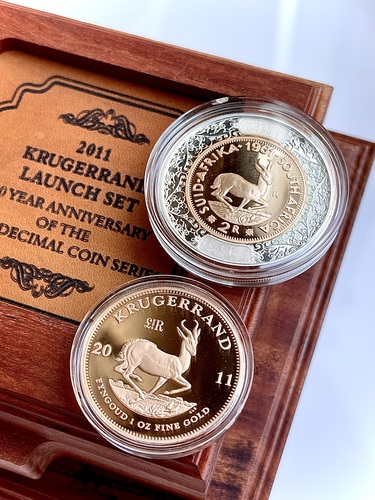 2011
KRUGERRAND
LAUNCH SET
0 YEAR ANNIVERSARY
OF THE
DECIMAL COIN SERIES
SUID-AFRIKA · 196 · SOUTH AFRICA
2R
KRUGERRAND
20 11
FYNGOUD 1 OZ FINE GOLD